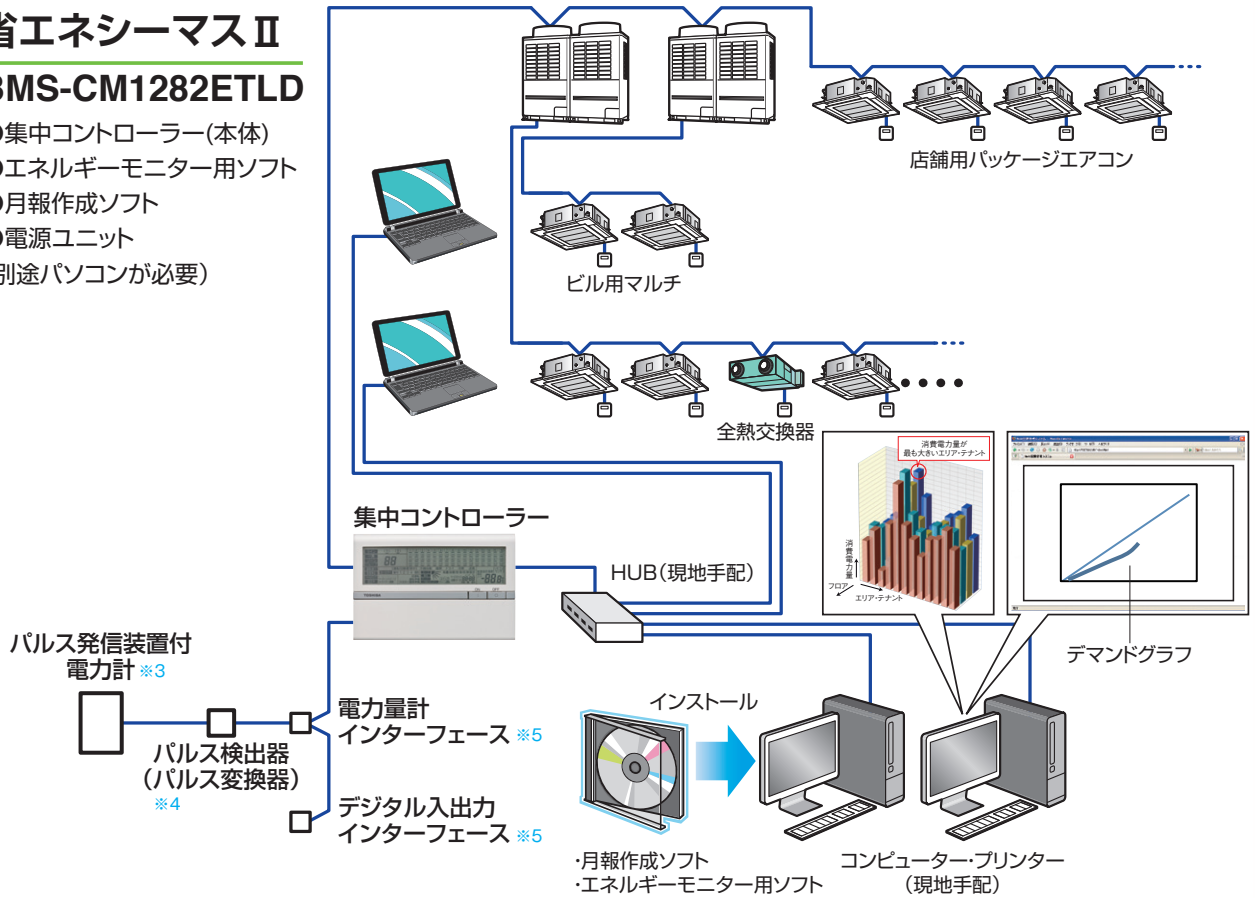 省エネシーマスⅡ
BMS-CM1282ETLD
●集中コントローラー(本体)
●エネルギーモニター用ソフト
●月報作成ソフト
●電源ユニット
別途パソコンが必要）
店舗用パッケージエアコン
ビル用マルチ
全熱交換器
消費電力量が
最も大きいエリア・テナント
消費電力量
フロア
エリア・テナント
デマンドグラフ
集中コントローラー
TOSHIBA
HUB（現地手配）
パルス発信装置付
電力計 ※3
パルス検出器
（パルス変換器）
※4
電力量計
インターフェース ※5
デジタル入出力
インターフェース ※5
インストール
・月報作成ソフト
・エネルギーモニター用ソフト
コンピューター・プリンター
（現地手配）